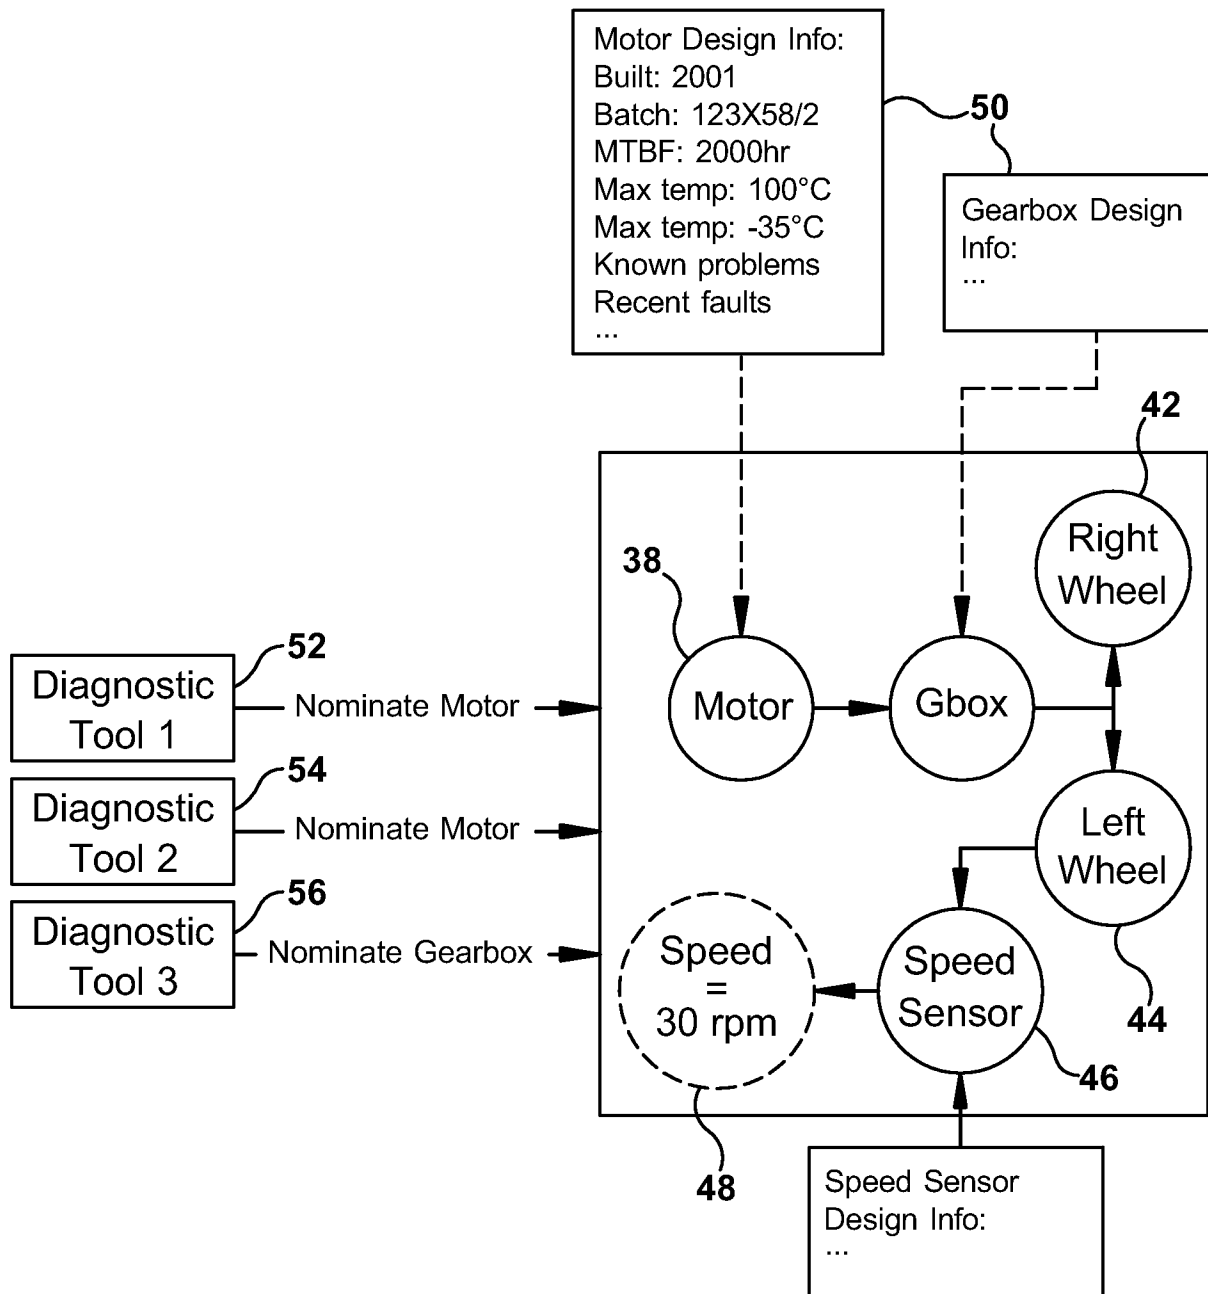 Motor Design Info:
Built: 2001
Batch: 123X58/2
MTBF: 2000hr
Max temp: 100°C
Max temp: -35°C
Known problems
Recent faults
...
50
Gearbox Design
Info:
...
42
Right
Wheel
38
Motor
Gbox
52
Diagnostic
Tool 1
Nominate Motor
54
Diagnostic
Tool 2
Nominate Motor
Left
Wheel
56
Diagnostic
Tool 3
Nominate Gearbox
Speed
=
30 rpm
Speed
Sensor
44
46
48
Speed Sensor
Design Info:
...